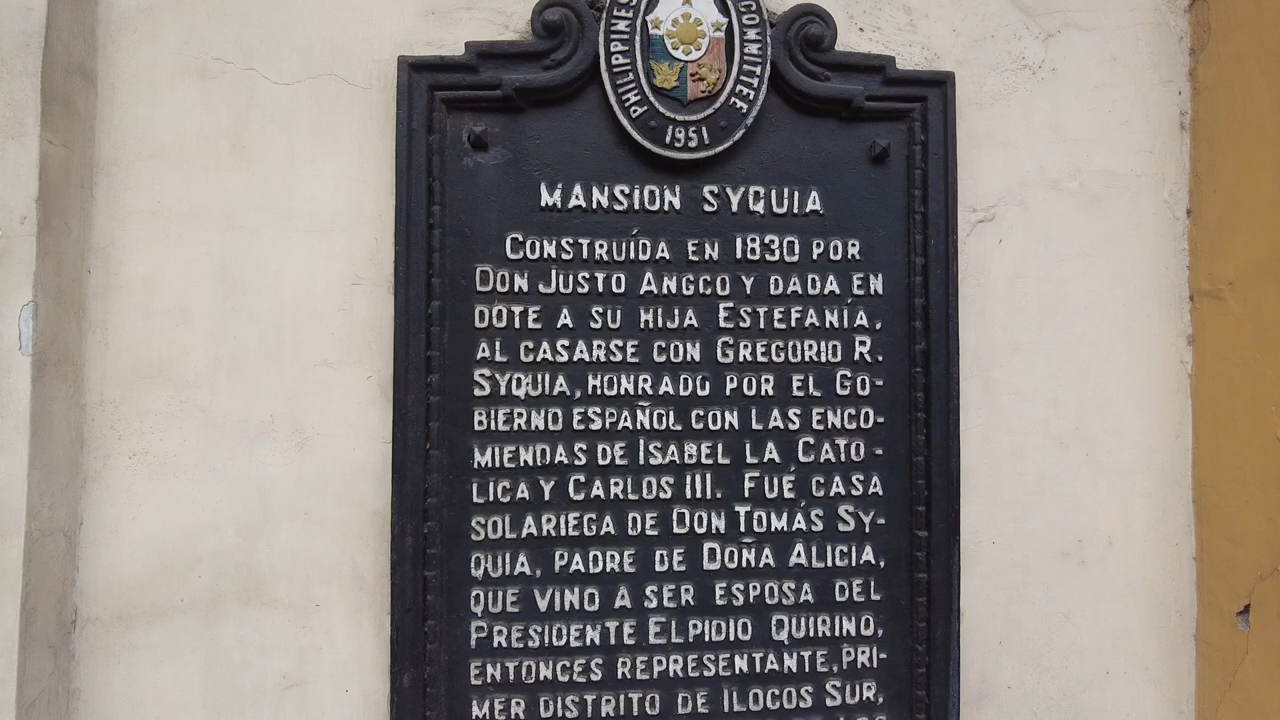 PHILIPPINES
COMMITTEE
1951
MANSION SYQUIA
CONSTRUÍDA EN 1830 POR
DON JUSTO ANGCO Y DADA EN
DOTE A SU HIJA ESTEFANÍA,
AL CASARSE CON GREGORIO R.
SYQUIA, HONRADO POR EL GO-
BIERNO ESPAÑOL CON LAS ENCO-
MIENDAS DE ISABEL LA CATO-
LICA Y CARLOS III. FUÉ CASA
SOLARIEGA DE DON TOMÁS SY-
QUIA, PADRE DE DOÑA ALICIA,
QUE VINO A SER ESPOSA DEL
PRESIDENTE ELPIDIO QUIRINO,
ENTONCES REPRESENTANTE, PRI-
MER DISTRITO DE ILOCOS SUR,